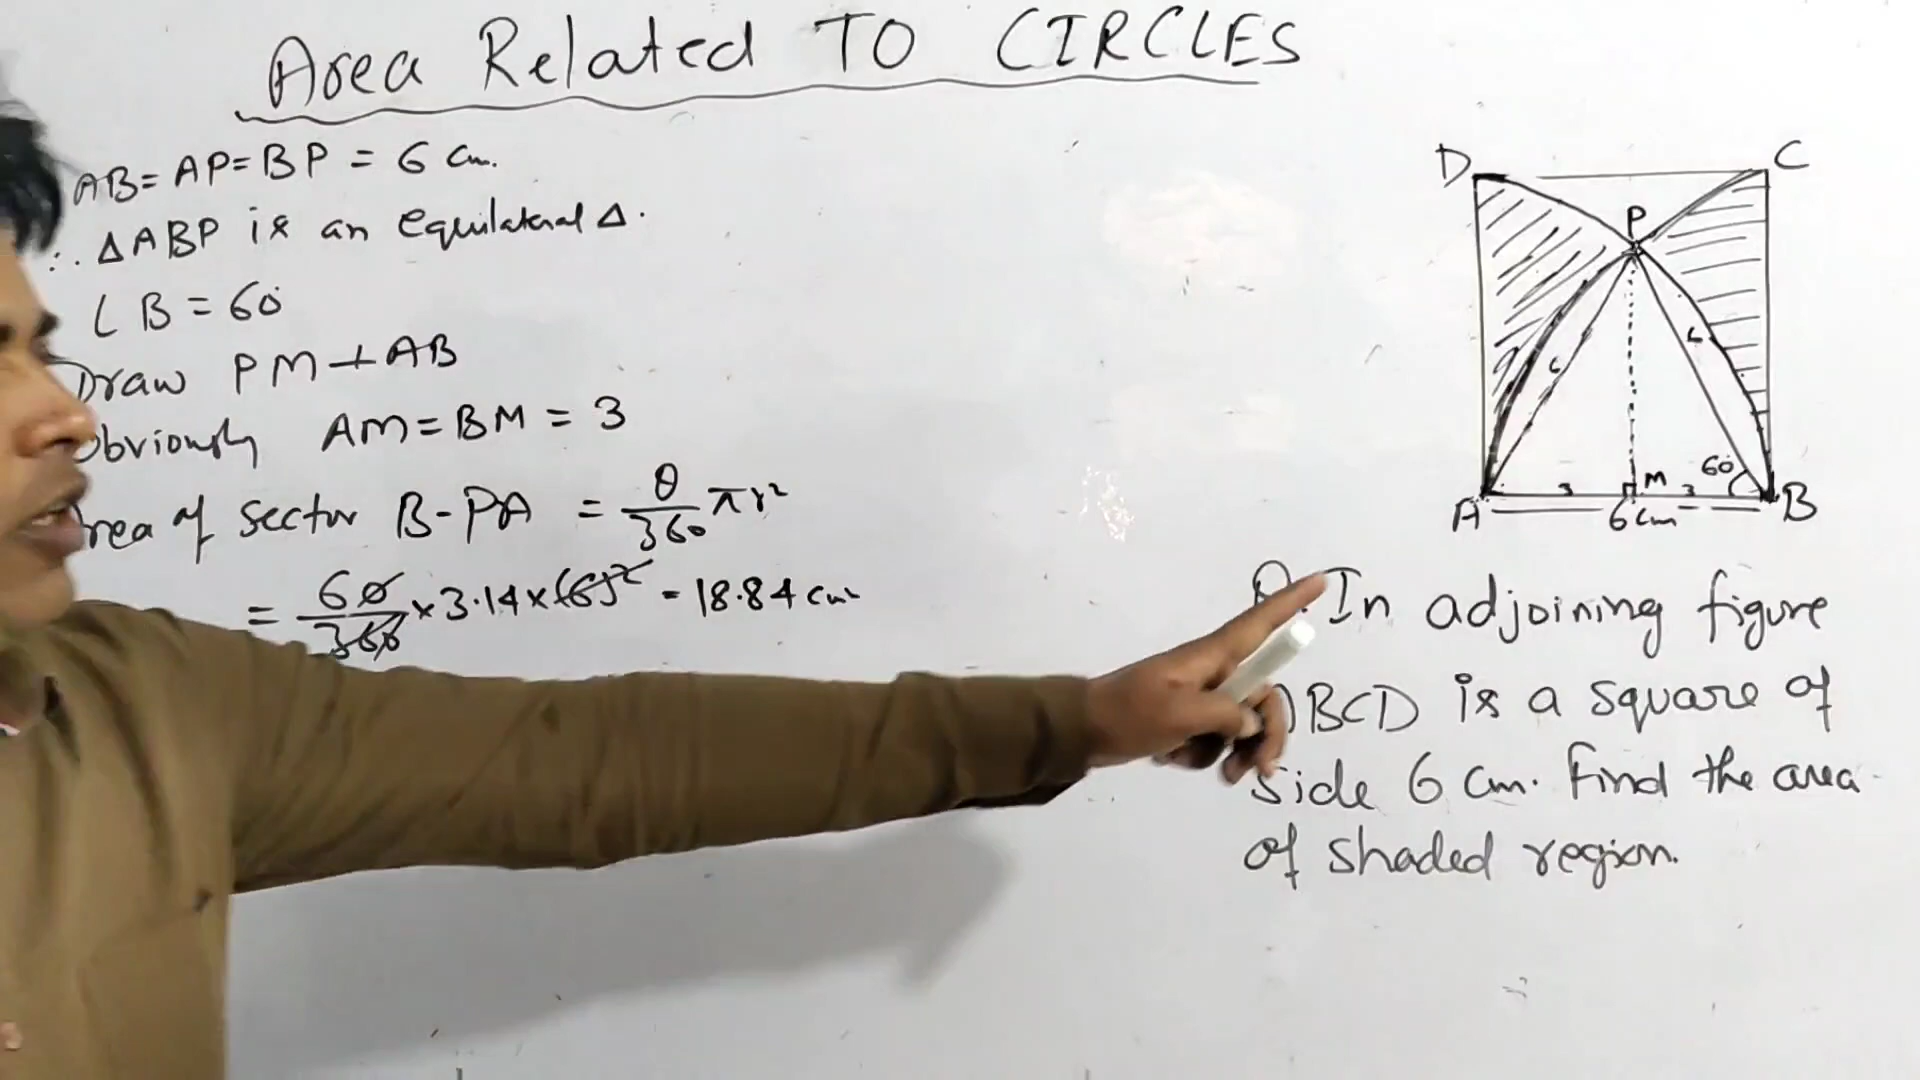 Area Related TO CIRCLES
AB = AP = BP = 6 cm.
∴ ΔABP is an equilateral Δ.
∠B = 60°
Draw PM ⊥ AB
Obviously AM = BM = 3
Area of sector B-PA = θ/360 πr²
= 60/360 × 3.14 × (6)² = 18.84 cm²
D C
P
6 6
60°
3 M 3
A 6 cm B
Q. In adjoining figure
ABCD is a square of
side 6 cm. Find the area
of shaded region.